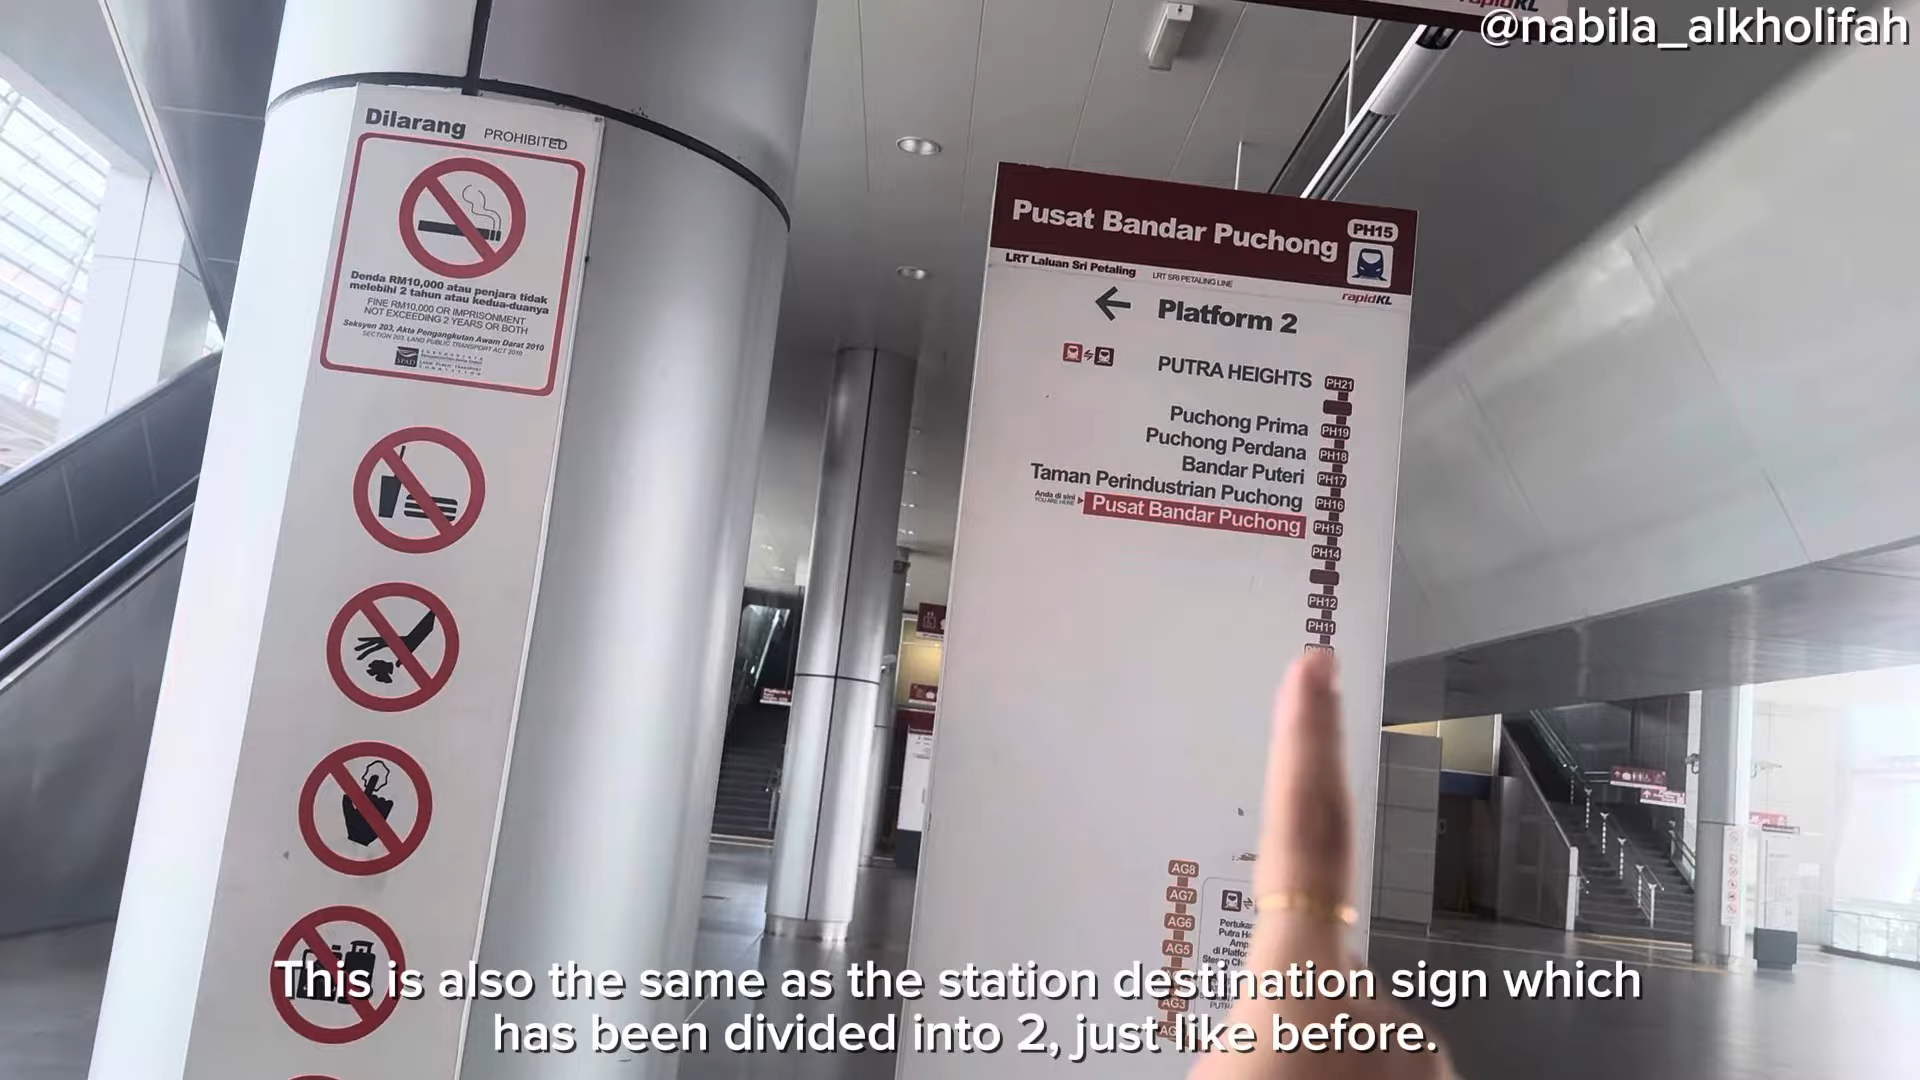 @nabila_alkholifah
rapidKL
Dilarang PROHIBITED
Denda RM10,000 atau penjara tidak
melebihi 2 tahun atau kedua-duanya
FINE RM10,000 OR IMPRISONMENT
NOT EXCEEDING 2 YEARS OR BOTH
Seksyen 203, Akta Pengangkutan Awam Darat 2010
SECTION 203, LAND PUBLIC TRANSPORT ACT 2010
SPAD
Pusat Bandar Puchong PH15
LRT Laluan Sri Petaling LRT SRI PETALING LINE
rapidKL
Platform 2
PUTRA HEIGHTS PH21
Puchong Prima PH19
Puchong Perdana PH18
Bandar Puteri PH17
Taman Perindustrian Puchong PH16
Anda di sini
YOU ARE HERE
Pusat Bandar Puchong PH15
PH14
PH12
PH11
AG8
AG7
AG6
AG5
AG3
This is also the same as the station destination sign which
has been divided into 2, just like before.